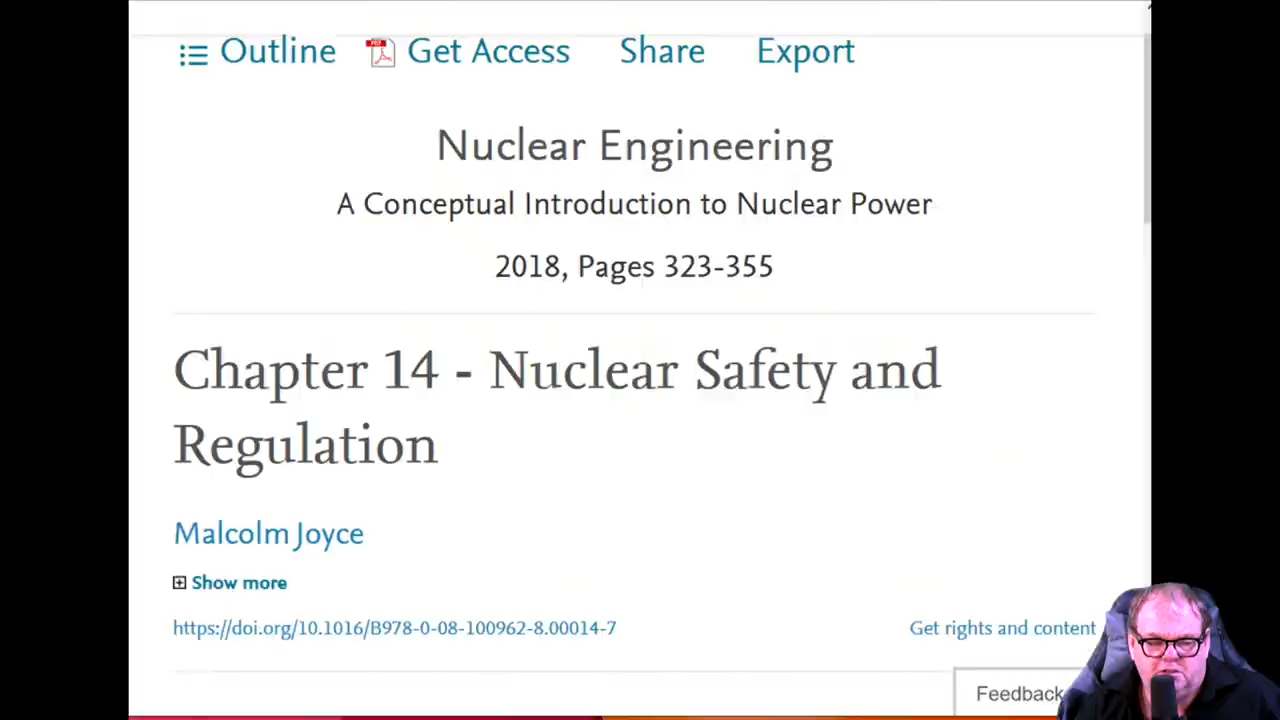 Outline Get Access Share Export
Nuclear Engineering
A Conceptual Introduction to Nuclear Power
2018, Pages 323-355
Chapter 14 - Nuclear Safety and
Regulation
Malcolm Joyce
Show more
https://doi.org/10.1016/B978-0-08-100962-8.00014-7 Get rights and content
Feedback